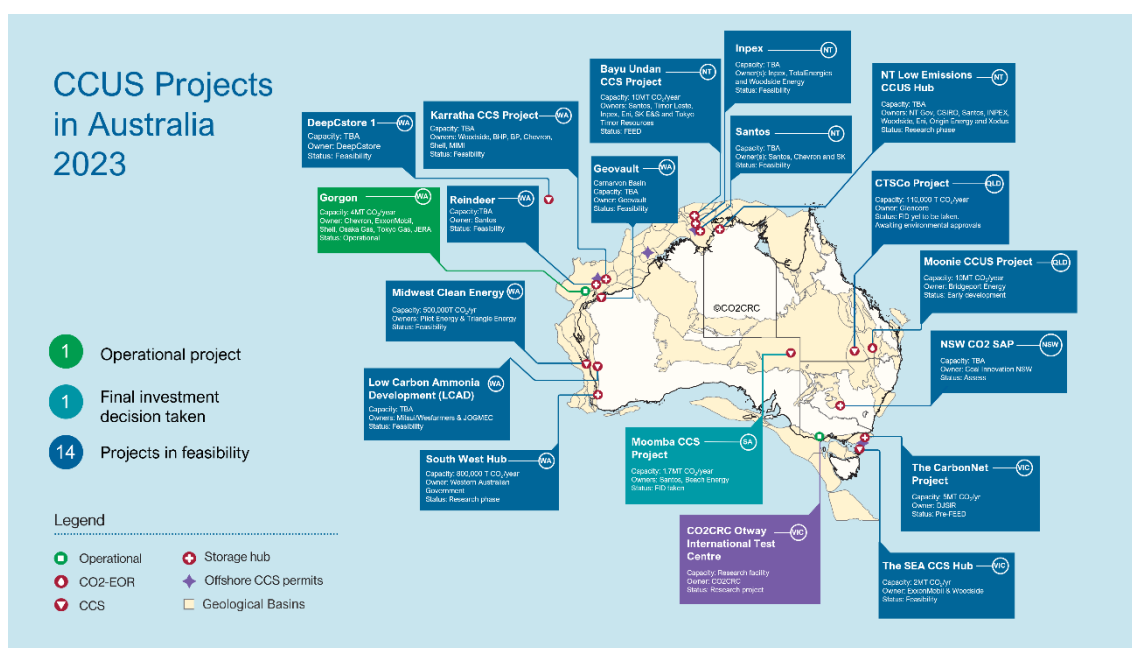 CCUS Projects
in Australia
2023
DeepCstore 1
WA
Capacity: TBA
Owner: DeepCstore
Status: Feasibility
Karratha CCS Project
WA
Capacity: TBA
Owners: Woodside, BHP, BP, Chevron,
Shell, MIMI
Status: Feasibility
Bayu Undan
CCS Project
NT
Capacity: 10MT CO₂/year
Owners: Santos, Timor Leste,
Inpex, Eni, SK E&S and Tokyo
Timor Resources
Status: FEED
Inpex
NT
Capacity: TBA
Owner(s): Inpex, TotalEnergies
and Woodside Energy
Status: Feasibility
NT Low Emissions
CCUS Hub
NT
Capacity: TBA
Owners: NT Gov, CSIRO, Santos, INPEX,
Woodside, Eni, Origin Energy and Xodus
Status: Research phase
Santos
NT
Capacity: TBA
Owner(s): Santos, Chevron and SK
Status: Feasibility
Gorgon
WA
Capacity: 4MT CO₂/year
Owner: Chevron, ExxonMobil,
Shell, Osaka Gas, Tokyo Gas, JERA
Status: Operational
Reindeer
WA
Capacity:TBA
Owner: Santos
Status: Feasibility
Geovault
WA
Carnarvon Basin
Capacity: TBA
Owner: Geovault
Status: Feasibility
CTSCo Project
QLD
Capacity: 110,000 T CO₂/year
Owner: Glencore
Status: FID yet to be taken.
Awaiting environmental approvals
Moonie CCUS Project
QLD
Capacity: 10MT CO₂/year
Owner: Bridgeport Energy
Status: Early development
Midwest Clean Energy
WA
Capacity: 500,000T CO₂/yr
Owners: Pilot Energy & Triangle Energy
Status: Feasibility
©CO2CRC
NSW CO2 SAP
NSW
Capacity: TBA
Owner: Coal Innovation NSW
Status: Assess
1
Operational project
1
Final investment
decision taken
14
Projects in feasibility
Low Carbon Ammonia
Development (LCAD)
WA
Capacity: TBA
Owners: Mitsui/Wesfarmers & JOGMEC
Status: Feasibility
South West Hub
WA
Capacity: 800,000 T CO₂/year
Owner: Western Australian
Government
Status: Research phase
Moomba CCS
Project
SA
Capacity: 1.7MT CO₂/year
Owners: Santos, Beach Energy
Status: FID taken
The CarbonNet
Project
VIC
Capacity: 5MT CO₂/yr
Owner: DJSIR
Status: Pre-FEED
CO2CRC Otway
International Test
Centre
VIC
Capacity: Research facility
Owner: CO2CRC
Status: Research project
The SEA CCS Hub
VIC
Capacity: 2MT CO₂/yr
Owner: ExxonMobil & Woodside
Status: Feasibility
Legend
Operational
CO2-EOR
CCS
Storage hub
Offshore CCS permits
Geological Basins